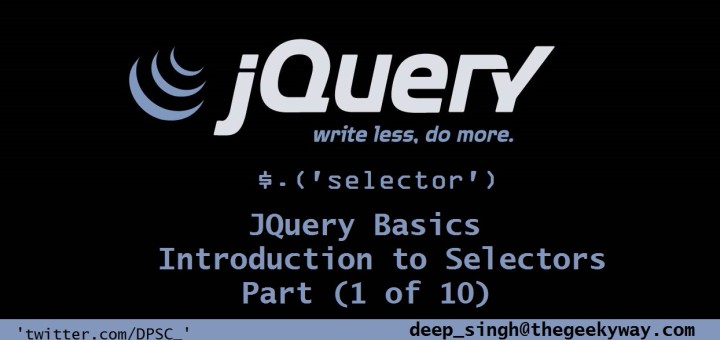 jQuery
write less, do more.
$.('selector')
JQuery Basics
Introduction to Selectors
Part (1 of 10)
'twitter.com/DPSC_'
deep_singh@thegeekyway.com